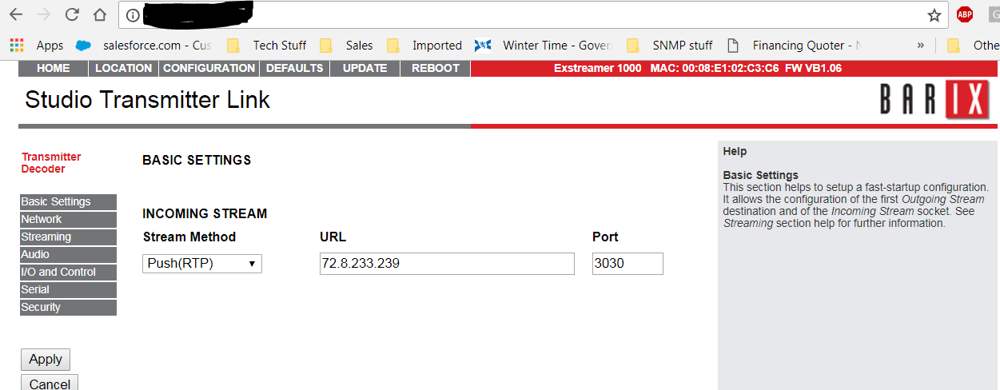 ABP
G
Apps salesforce.com - Cus Tech Stuff Sales Imported Winter Time - Gover SNMP stuff Financing Quoter - N » Othe
HOME LOCATION CONFIGURATION DEFAULTS UPDATE REBOOT Exstreamer 1000 MAC: 00:08:E1:02:C3:C6 FW VB1.06
Studio Transmitter Link
BARIX
Transmitter
Decoder
Basic Settings
Network
Streaming
Audio
I/O and Control
Serial
Security
Apply
Cancel
BASIC SETTINGS
INCOMING STREAM
Stream Method URL Port
Push(RTP) 72.8.233.239 3030
Help
Basic Settings
This section helps to setup a fast-startup configuration.
It allows the configuration of the first Outgoing Stream
destination and of the Incoming Stream socket. See
Streaming section help for further information.